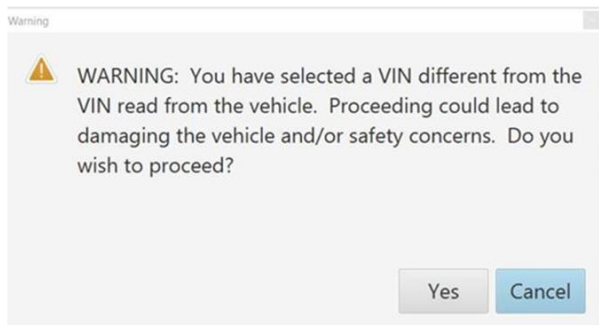 Warning
WARNING:  You have selected a VIN different from the
VIN read from the vehicle.  Proceeding could lead to
damaging the vehicle and/or safety concerns.  Do you
wish to proceed?
Yes
Cancel